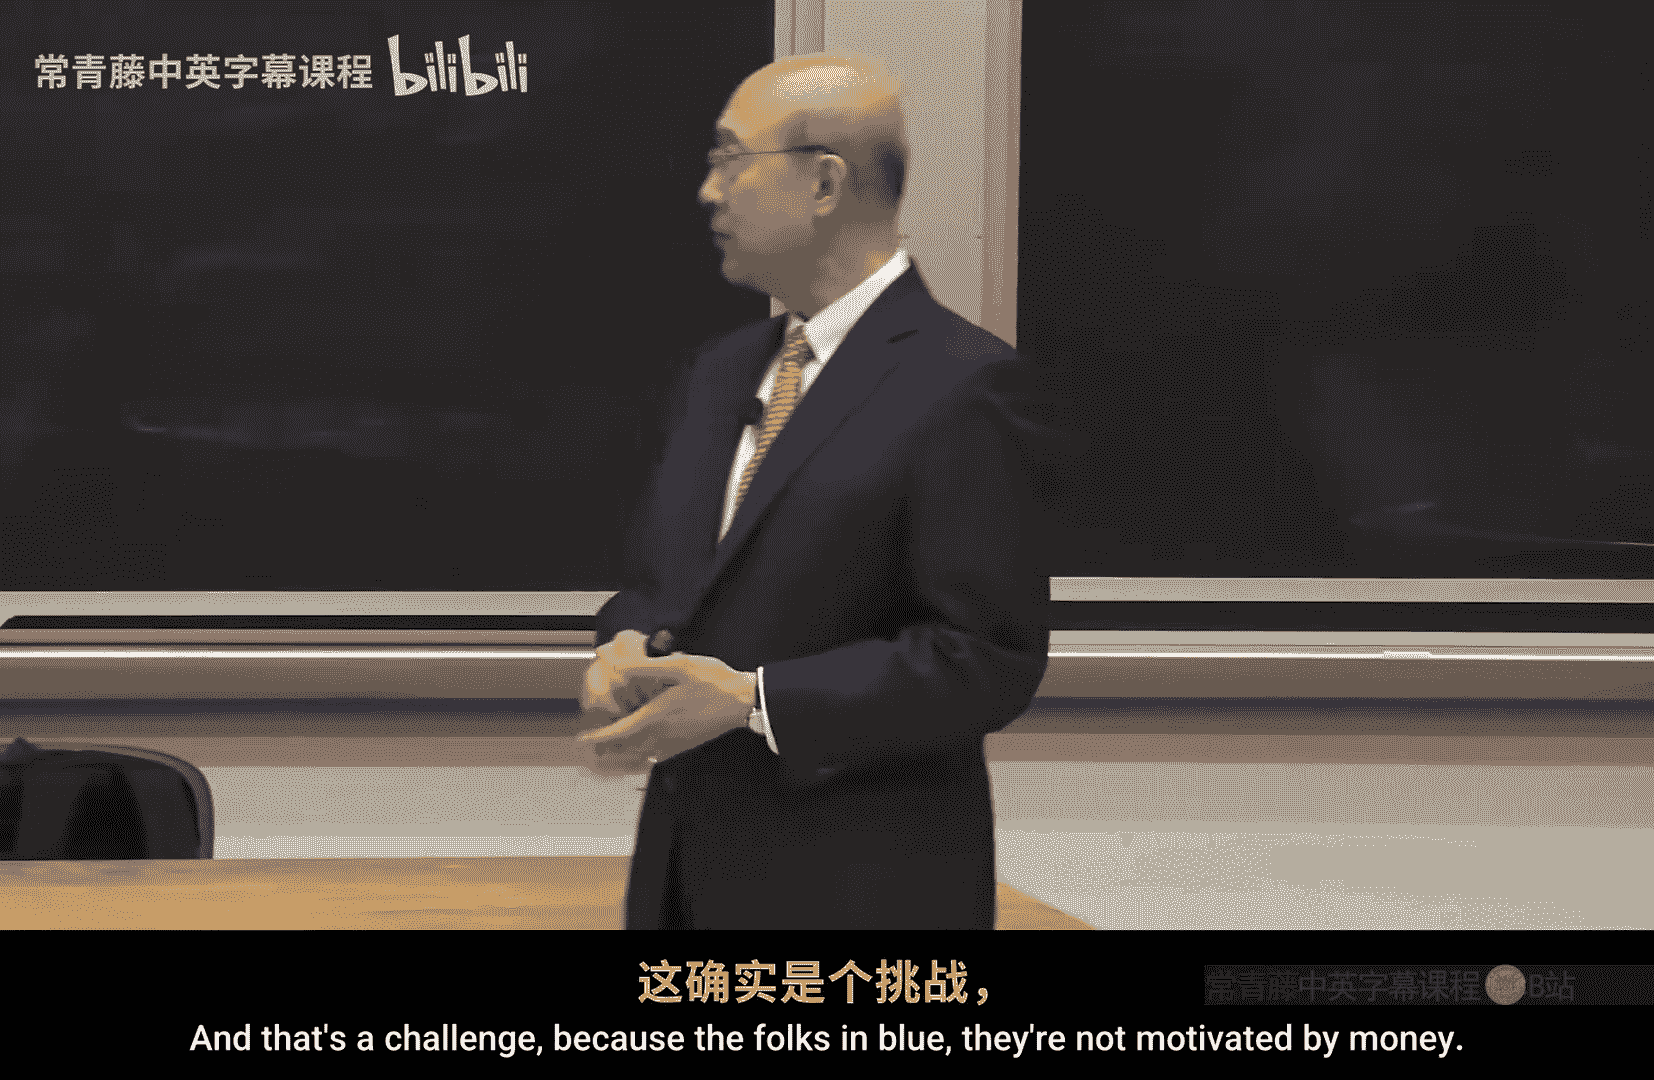 常青藤中英字幕课程 bilibili
这确实是个挑战，
常青藤中英字幕课程 B站
And that's a challenge, because the folks in blue, they're not motivated by money.